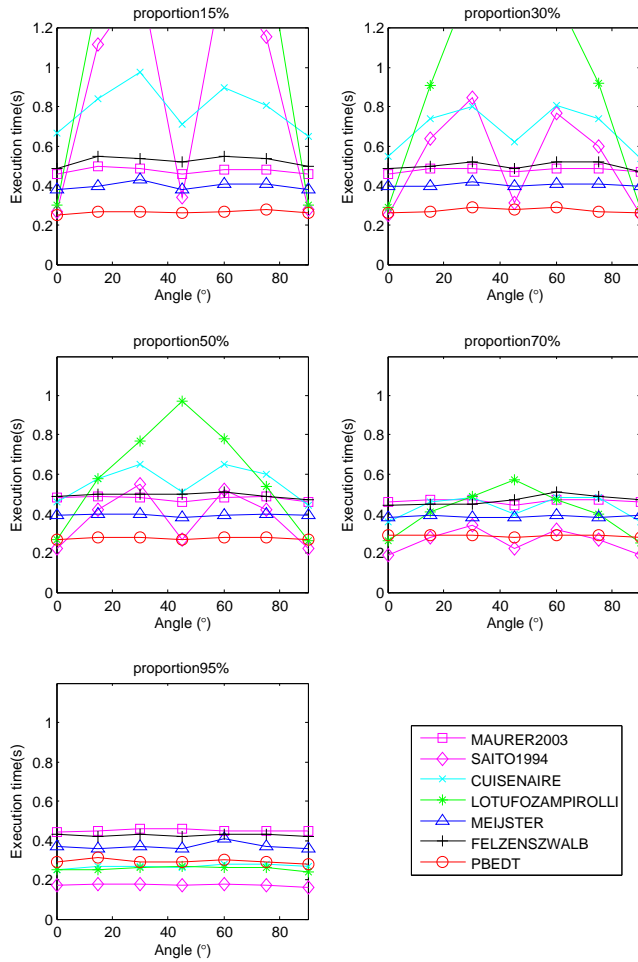 proportion15%
1.2
1
0.8
0.6
0.4
0.2
0
Execution time(s)
0 20 40 60 80
Angle (°)
proportion30%
1.2
1
0.8
0.6
0.4
0.2
0
Execution time(s)
0 20 40 60 80
Angle (°)
proportion50%
1
0.8
0.6
0.4
0.2
0
Execution time(s)
0 20 40 60 80
Angle (°)
proportion70%
1
0.8
0.6
0.4
0.2
0
Execution time(s)
0 20 40 60 80
Angle (°)
proportion95%
1
0.8
0.6
0.4
0.2
0
Execution time(s)
0 20 40 60 80
Angle (°)
MAURER2003
SAITO1994
CUISENAIRE
LOTUFOZAMPIROLLI
MEIJSTER
FELZENSZWALB
PBEDT